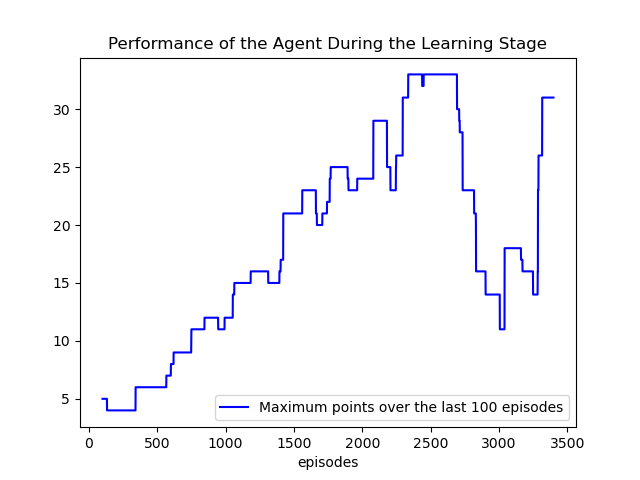 Performance of the Agent During the Learning Stage
30
25
20
15
10
5
Maximum points over the last 100 episodes
0 500 1000 1500 2000 2500 3000 3500
episodes